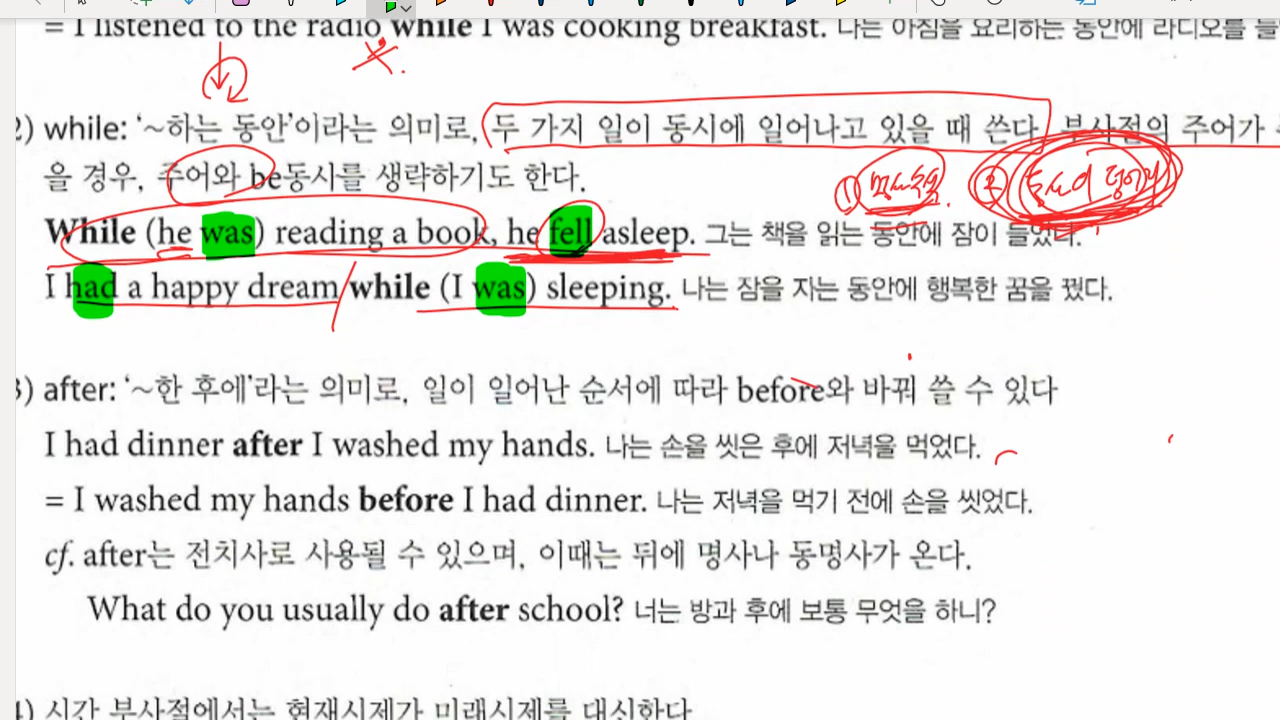 = I listened to the radio while I was cooking breakfast. 나는 아침을 요리하는 동안에 라디오를 들
2) while: '~하는 동안'이라는 의미로, 두 가지 일이 동시에 일어나고 있을 때 쓴다. 부사절의 주어가
을 경우, 주어와 be동사를 생략하기도 한다.
① ②
While (he was) reading a book, he fell asleep. 그는 책을 읽는 동안에 잠이 들었다.
I had a happy dream while (I was) sleeping. 나는 잠을 자는 동안에 행복한 꿈을 꿨다.
3) after: '~한 후에'라는 의미로, 일이 일어난 순서에 따라 before와 바꿔 쓸 수 있다
I had dinner after I washed my hands. 나는 손을 씻은 후에 저녁을 먹었다.
= I washed my hands before I had dinner. 나는 저녁을 먹기 전에 손을 씻었다.
cf. after는 전치사로 사용될 수 있으며, 이때는 뒤에 명사나 동명사가 온다.
What do you usually do after school? 너는 방과 후에 보통 무엇을 하니?
4) 시간 부사절에서는 현재시제가 미래시제를 대신한다